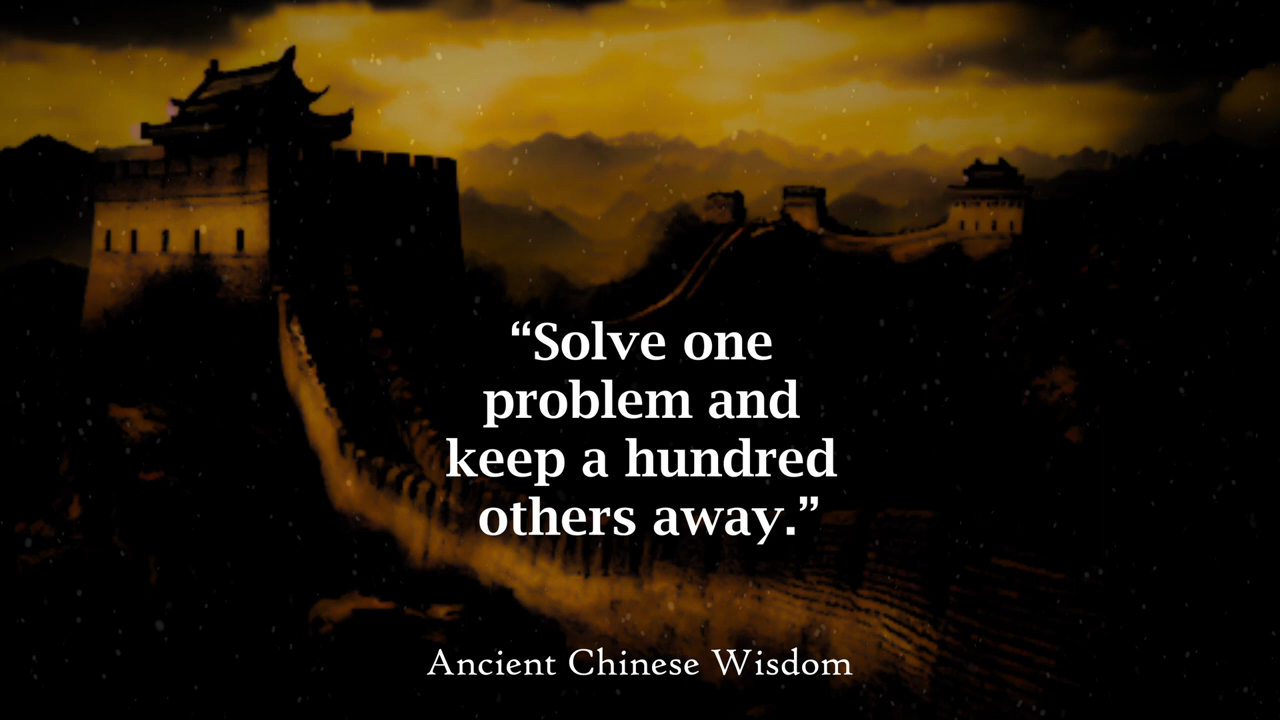 “Solve one
problem and
keep a hundred
others away.”
Ancient Chinese Wisdom